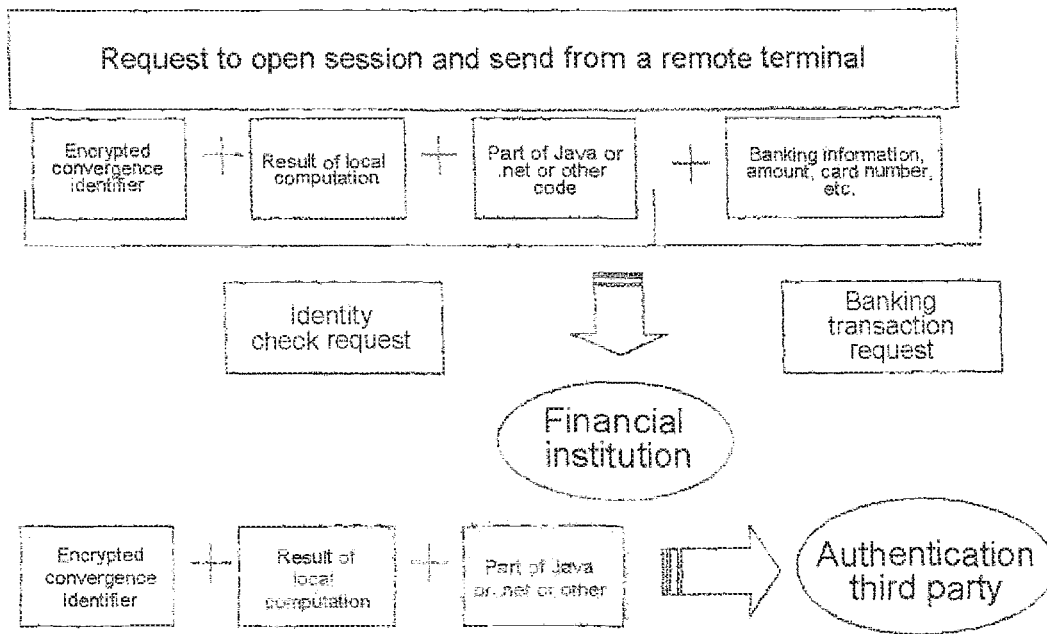 Request to open session and send from a remote terminal
Encrypted
convergence
identifier
+
Result of local
computation
+
Part of Java or
.net or other
code
+
Banking information,
amount, card number,
etc.
Identity
check request
Banking
transaction
request
Financial
institution
Encrypted
convergence
identifier
+
Result of
local
computation
+
Part of Java
or .net or other
Authentication
third party